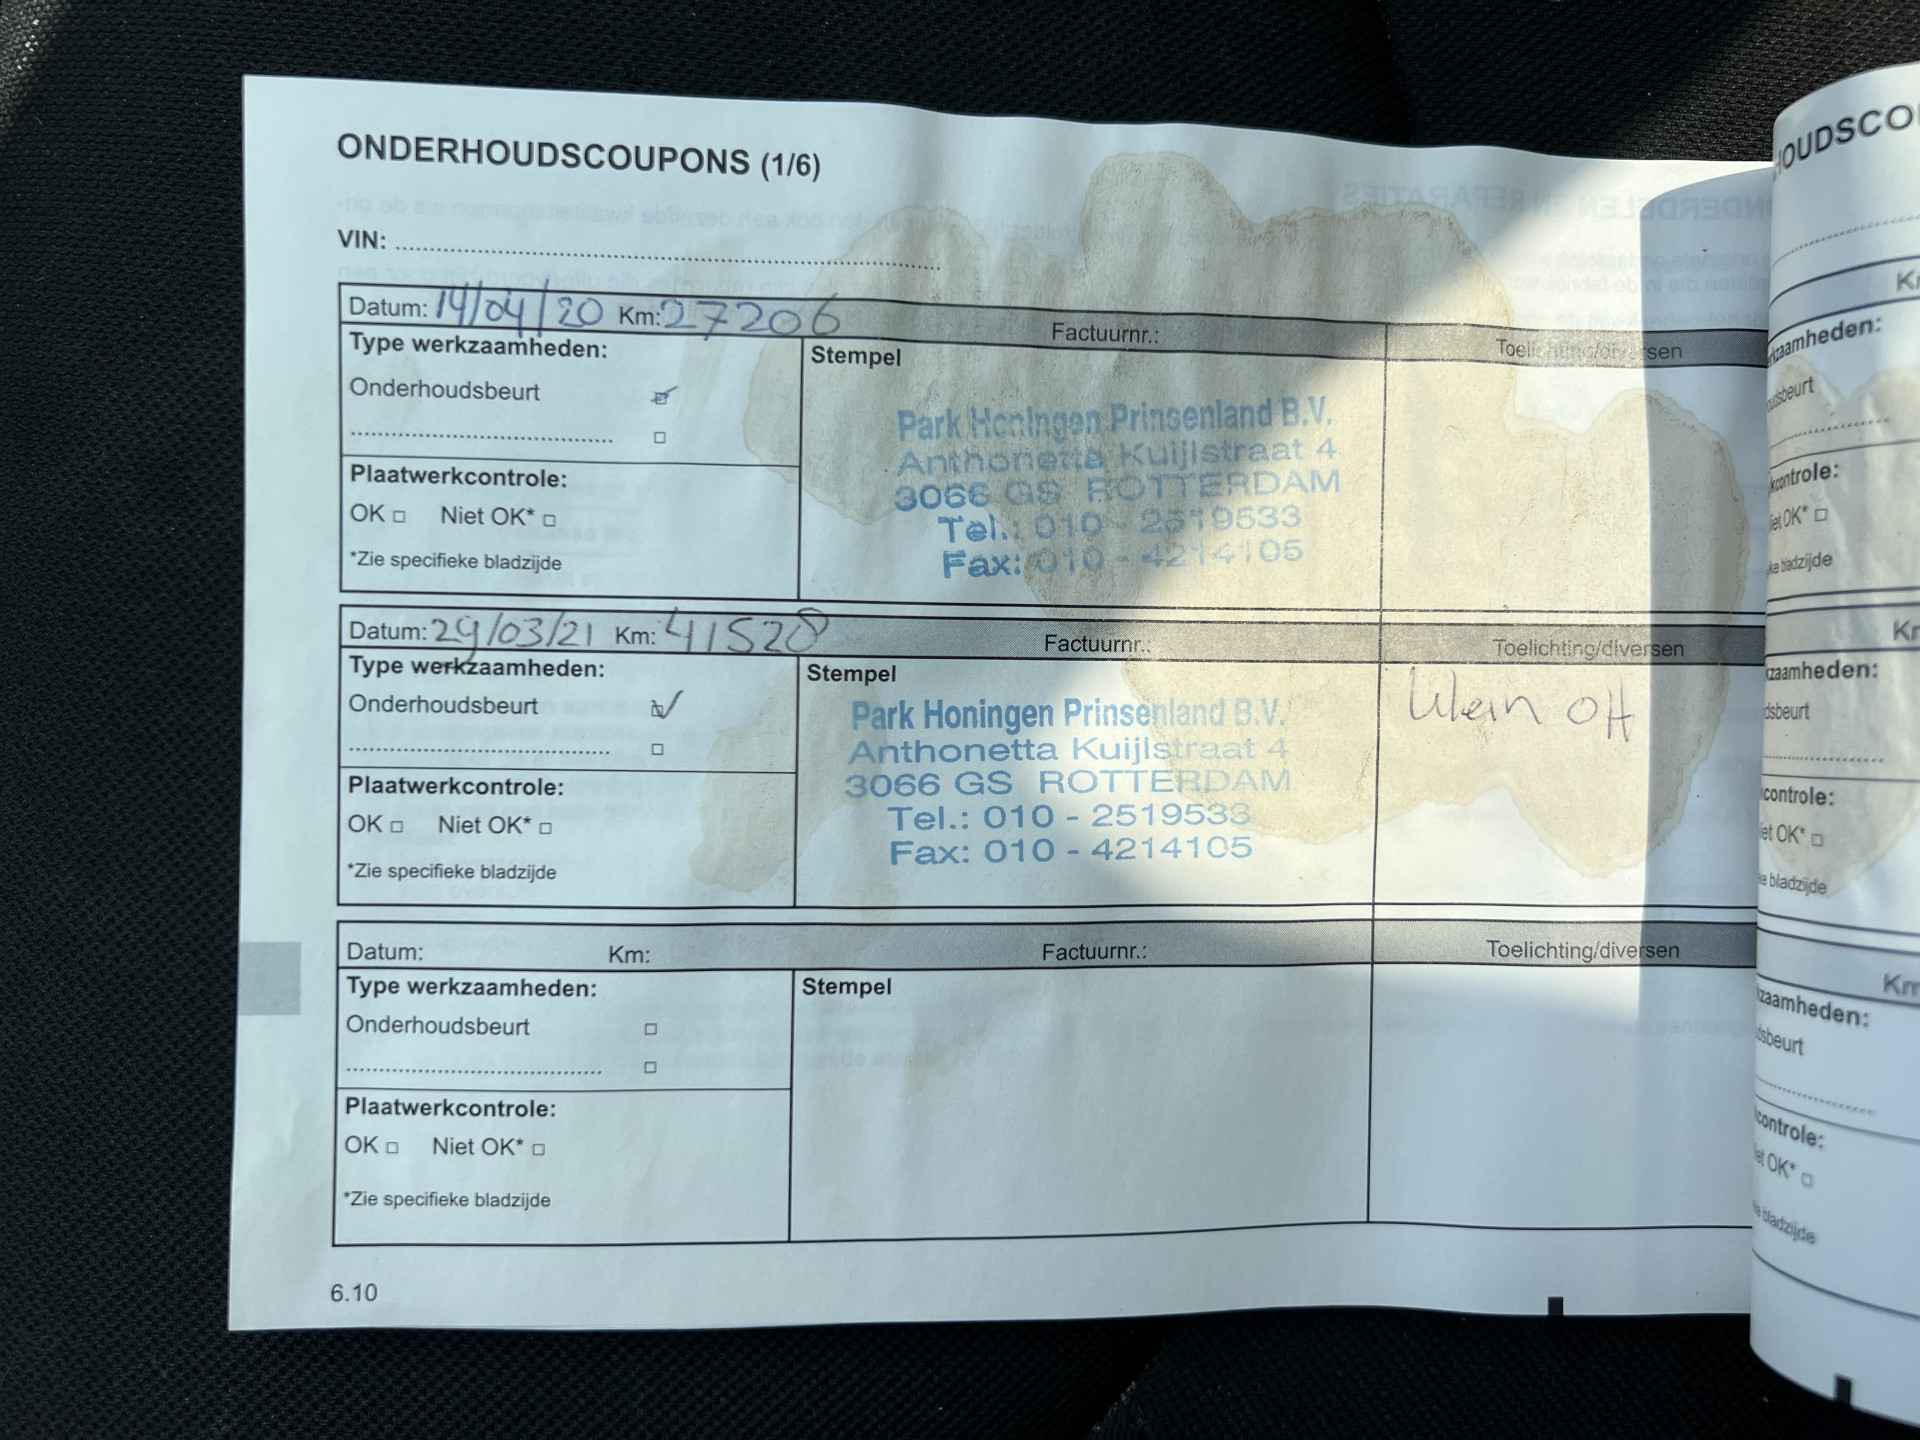 ONDERHOUDSCOUPONS (1/6)
VIN:
Datum: 14/04/20 Km: 27206 Factuurnr.: Toelichting/diversen
Type werkzaamheden:
Stempel
Onderhoudsbeurt
Park Honingen Prinsenland B.V.
Anthonetta Kuijlstraat 4
3066 GS ROTTERDAM
Tel.: 010 - 2519533
Fax: 010 - 4214105
Plaatwerkcontrole:
OK □ Niet OK* □
*Zie specifieke bladzijde
Datum: 29/03/21 Km: 41528 Factuurnr.: Toelichting/diversen
Type werkzaamheden:
Stempel
Onderhoudsbeurt
Park Honingen Prinsenland B.V.
Anthonetta Kuijlstraat 4
3066 GS ROTTERDAM
Tel.: 010 - 2519533
Fax: 010 - 4214105
Plaatwerkcontrole:
OK □ Niet OK* □
*Zie specifieke bladzijde
Datum: Km: Factuurnr.: Toelichting/diversen
Type werkzaamheden:
Stempel
Onderhoudsbeurt □
Plaatwerkcontrole:
OK □ Niet OK* □
*Zie specifieke bladzijde
6.10